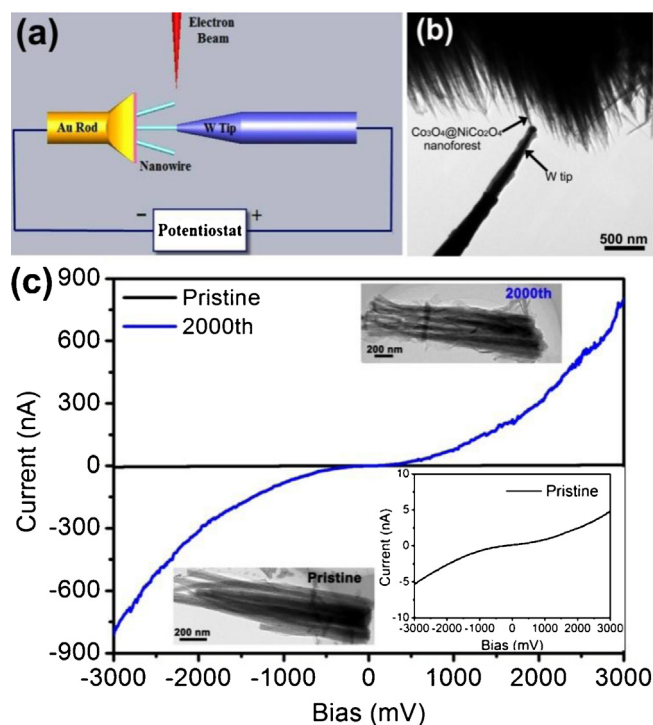 (a)
Electron
Beam
Au Rod
W Tip
Nanowire
− +
Potentiostat
(b)
Co₃O₄@NiCo₂O₄
nanoforest
W tip
500 nm
(c)
900
600
300
0
-300
-600
-900
Current (nA)
Pristine
2000th
2000th
200 nm
Pristine
200 nm
10
5
0
-5
-10
Current (nA)
Pristine
-3000 -2000 -1000 0 1000 2000 3000
Bias (mV)
-3000 -2000 -1000 0 1000 2000 3000
Bias (mV)